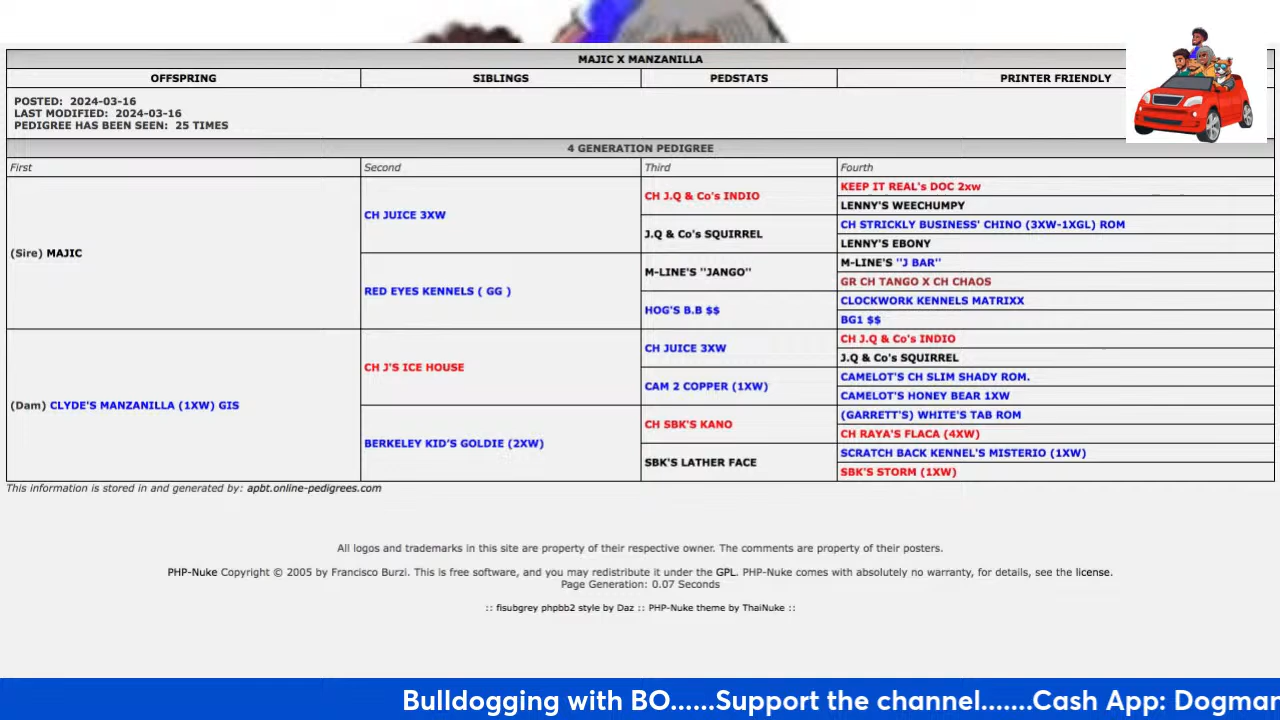 MAJIC X MANZANILLA
OFFSPRING SIBLINGS PEDSTATS PRINTER FRIENDLY
POSTED: 2024-03-16
LAST MODIFIED: 2024-03-16
PEDIGREE HAS BEEN SEEN: 25 TIMES
4 GENERATION PEDIGREE
First Second Third Fourth
(Sire) MAJIC
CH JUICE 3XW
CH J.Q & Co's INDIO
KEEP IT REAL's DOC 2xw
LENNY'S WEECHUMPY
J.Q & Co's SQUIRREL
CH STRICKLY BUSINESS' CHINO (3XW-1XGL) ROM
LENNY'S EBONY
RED EYES KENNELS ( GG )
M-LINE'S ''JANGO''
M-LINE'S ''J BAR''
GR CH TANGO X CH CHAOS
HOG'S B.B $$
CLOCKWORK KENNELS MATRIXX
BG1 $$
(Dam) CLYDE'S MANZANILLA (1XW) GIS
CH J'S ICE HOUSE
CH JUICE 3XW
CH J.Q & Co's INDIO
J.Q & Co's SQUIRREL
CAM 2 COPPER (1XW)
CAMELOT'S CH SLIM SHADY ROM.
CAMELOT'S HONEY BEAR 1XW
BERKELEY KID'S GOLDIE (2XW)
CH SBK'S KANO
(GARRETT'S) WHITE'S TAB ROM
CH RAYA'S FLACA (4XW)
SBK'S LATHER FACE
SCRATCH BACK KENNEL'S MISTERIO (1XW)
SBK'S STORM (1XW)
This information is stored in and generated by: apbt.online-pedigrees.com
All logos and trademarks in this site are property of their respective owner. The comments are property of their posters.
PHP-Nuke Copyright © 2005 by Francisco Burzi. This is free software, and you may redistribute it under the GPL. PHP-Nuke comes with absolutely no warranty, for details, see the license.
Page Generation: 0.07 Seconds
:: fisubgrey phpbb2 style by Daz :: PHP-Nuke theme by ThaiNuke ::
Bulldogging with BO......Support the channel.......Cash App: Dogman